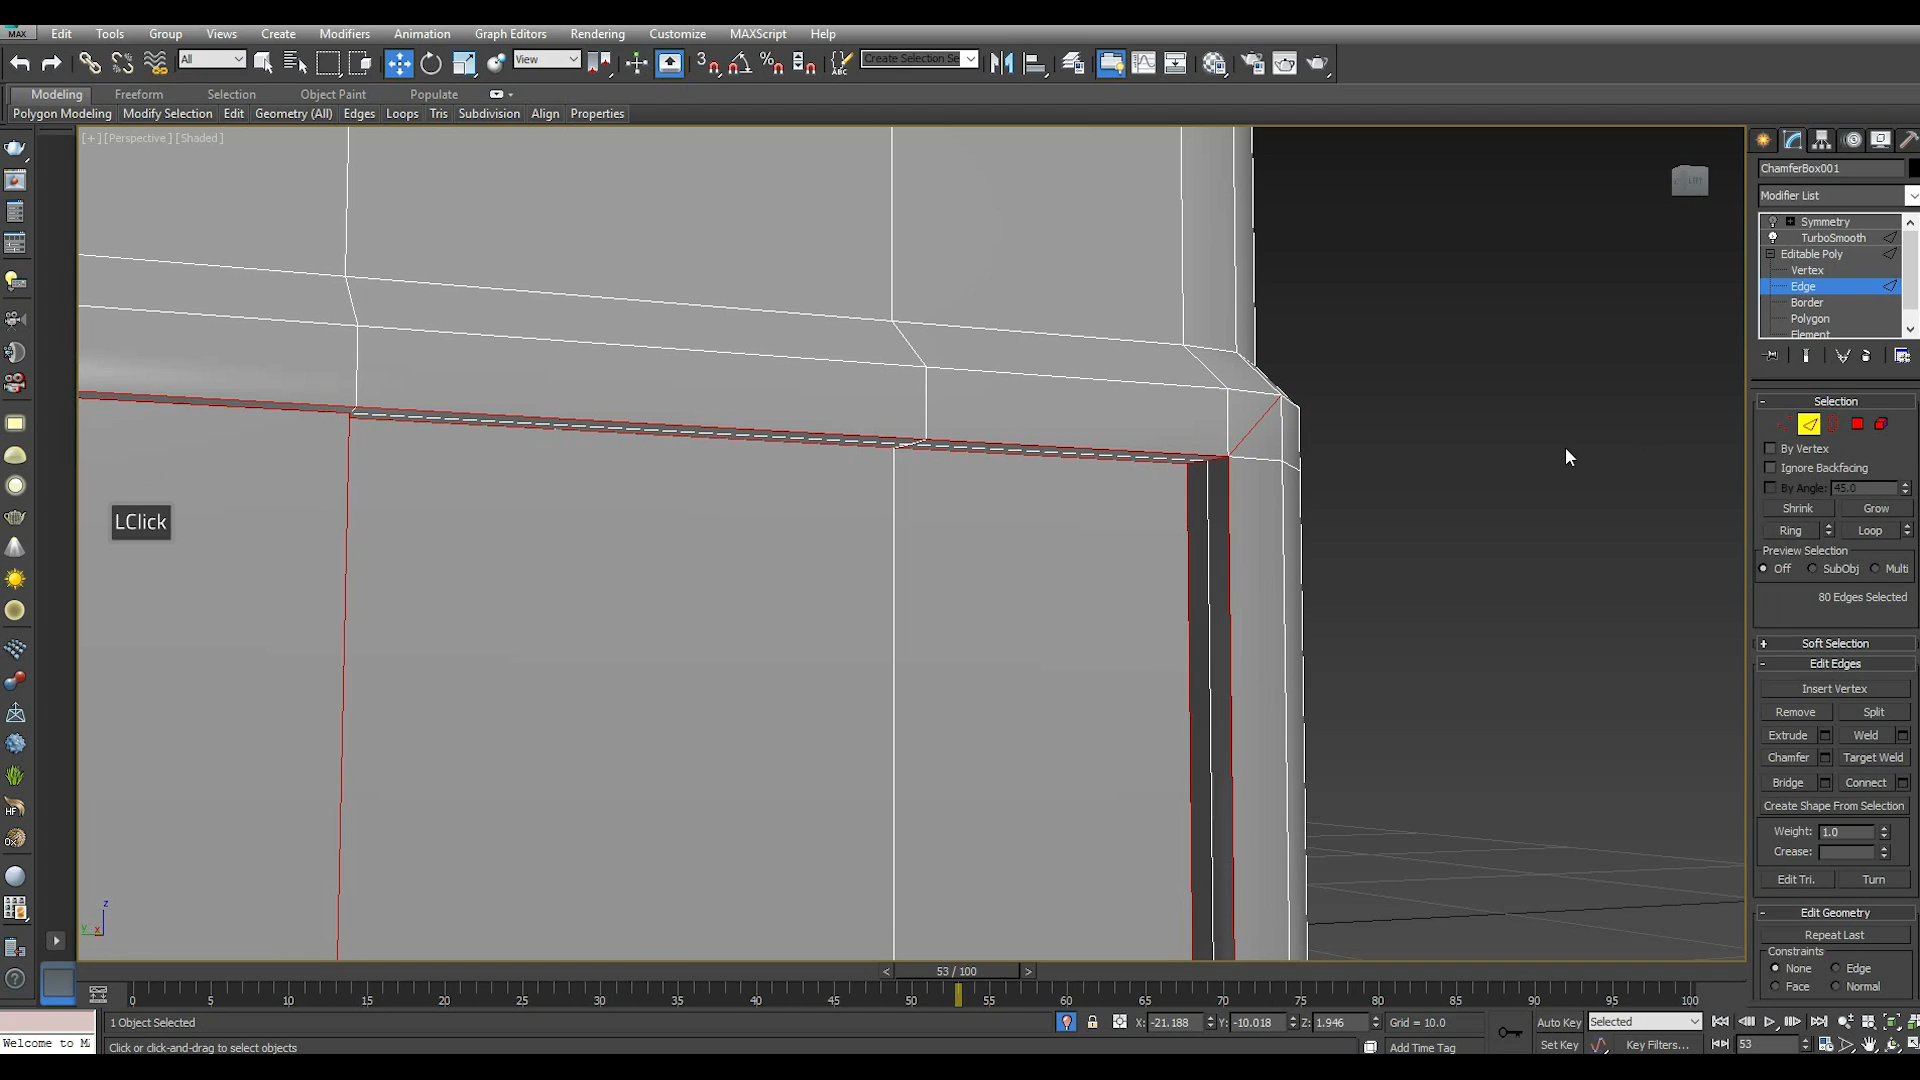 MAX Edit Tools Group Views Create Modifiers Animation Graph Editors Rendering Customize MAXScript Help
All View Create Selection Se
Modeling Freeform Selection Object Paint Populate
Polygon Modeling Modify Selection Edit Geometry (All) Edges Loops Tris Subdivision Align Properties
[+] [Perspective ] [Shaded ]
LEFT
ChamferBox001
Modifier List
Symmetry
TurboSmooth
Editable Poly
Vertex
Edge
Border
Polygon
Element
Selection
By Vertex
Ignore Backfacing
By Angle: 45.0
Shrink Grow
Ring Loop
Preview Selection
Off SubObj Multi
80 Edges Selected
Soft Selection
Edit Edges
Insert Vertex
Remove Split
Extrude Weld
Chamfer Target Weld
Bridge Connect
Create Shape From Selection
Weight: 1.0
Crease:
Edit Tri. Turn
Edit Geometry
Repeat Last
Constraints
None Edge
Face Normal
LClick
HF
z
y x
< 53 / 100 >
0 5 10 15 20 25 30 35 40 45 50 55 60 65 70 75 80 85 90 95 100
1 Object Selected X: -21.188 Y: -10.018 Z: 1.946 Grid = 10.0 Auto Key Selected
Welcome to Click or click-and-drag to select objects Add Time Tag Set Key Key Filters... 53